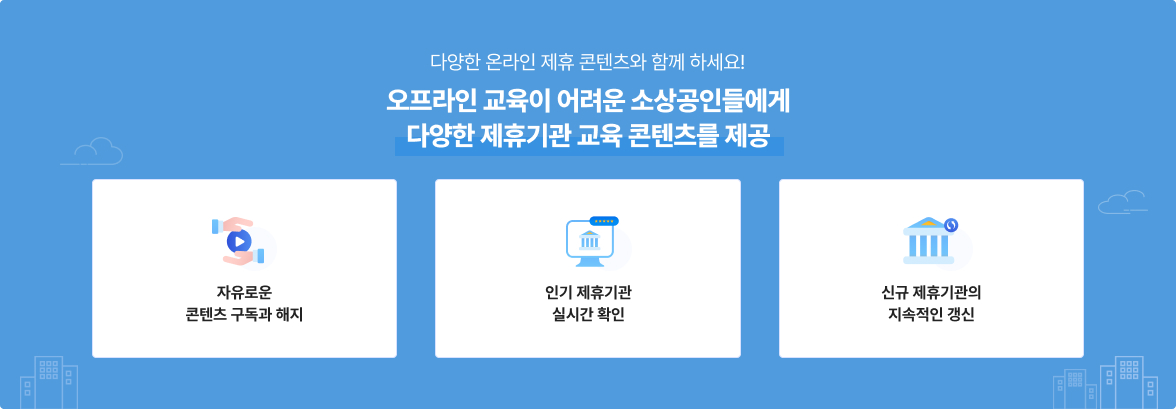 다양한 온라인 제휴 콘텐츠와 함께 하세요!
오프라인 교육이 어려운 소상공인들에게
다양한 제휴기관 교육 콘텐츠를 제공
자유로운
콘텐츠 구독과 해지
인기 제휴기관
실시간 확인
신규 제휴기관의
지속적인 갱신